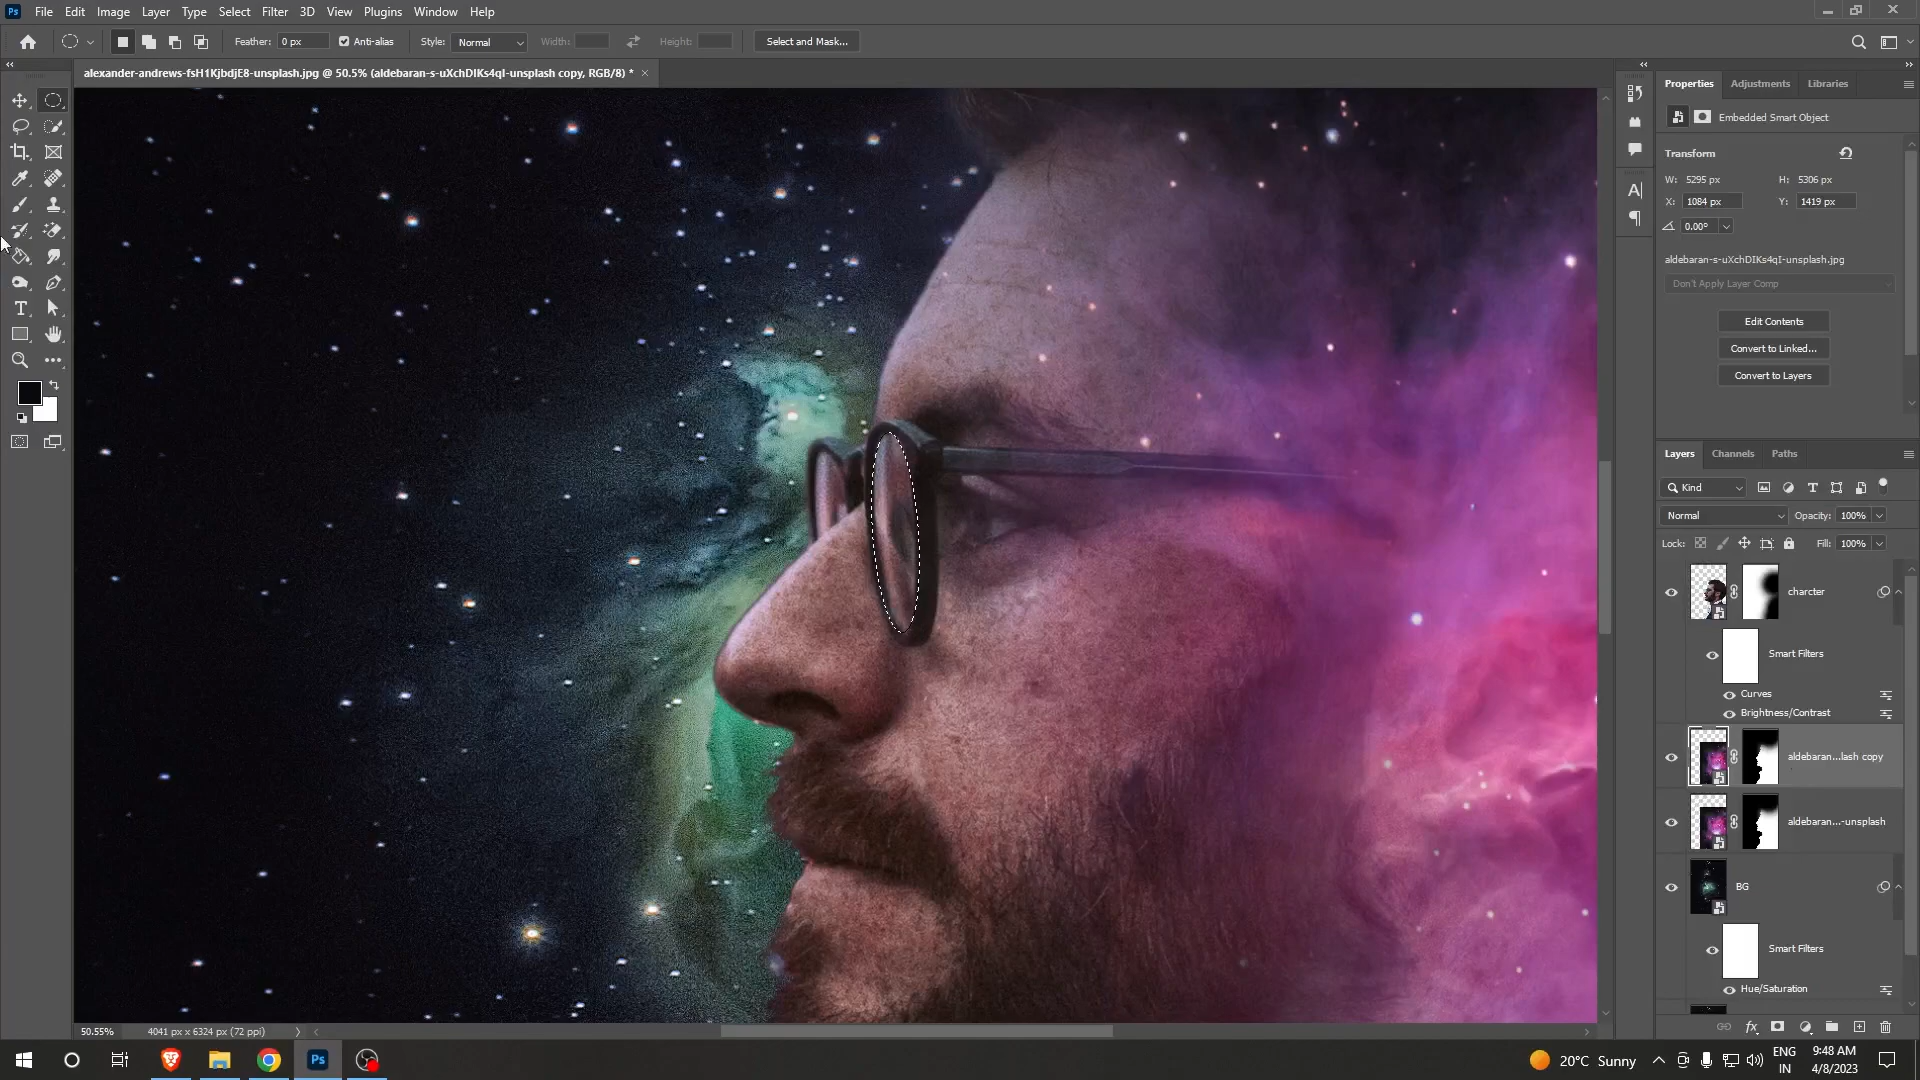 Ps File Edit Image Layer Type Select Filter 3D View Plugins Window Help
Feather: 0 px Anti-alias Style: Normal Width: Height: Select and Mask...
alexander-andrews-fsH1KjbdjE8-unsplash.jpg @ 50.5% (aldebaran-s-uXchDIKs4qI-unsplash copy, RGB/8) *
Properties Adjustments Libraries
Embedded Smart Object
Transform
W: 5295 px H: 5306 px
X: 1084 px Y: 1419 px
0.00°
aldebaran-s-uXchDIKs4qI-unsplash.jpg
Don't Apply Layer Comp
Edit Contents
Convert to Linked...
Convert to Layers
Layers Channels Paths
Kind
Normal Opacity: 100%
Lock: Fill: 100%
charcter
Smart Filters
Curves
Brightness/Contrast
aldebaran...lash copy
aldebaran...-unsplash
BG
Smart Filters
Hue/Saturation
50.55% 4041 px x 6324 px (72 ppi)
Ps
20°C Sunny
ENG
IN
9:48 AM
4/8/2023